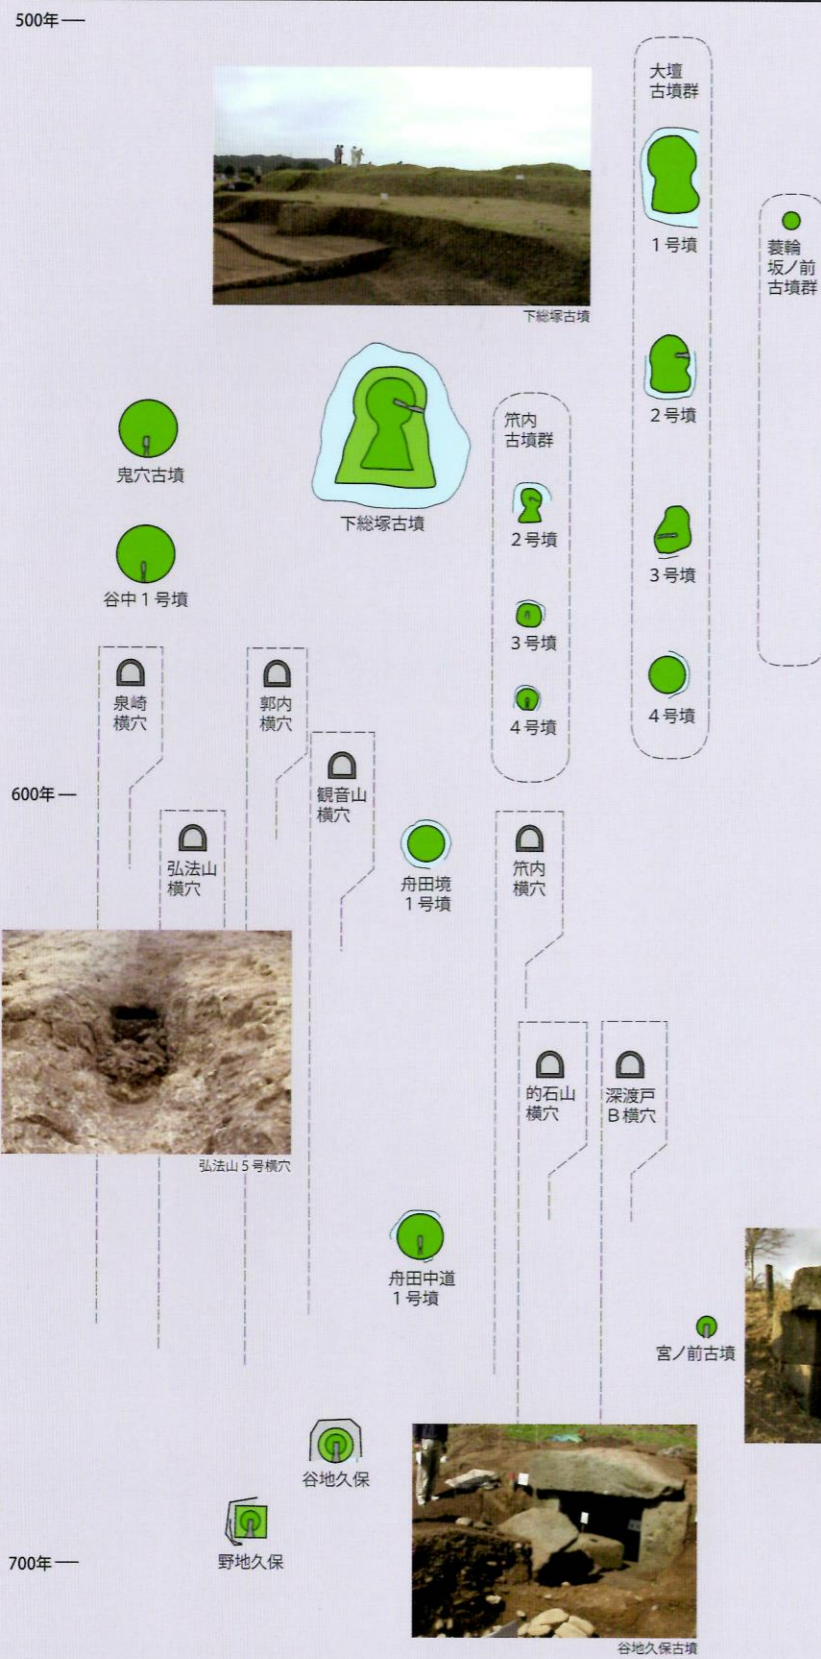 500年
大壇
古墳群
1号墳
蓑輪
坂ノ前
古墳群
下総塚古墳
2号墳
鬼穴古墳
下総塚古墳
笊内
古墳群
2号墳
3号墳
谷中1号墳
3号墳
4号墳
4号墳
泉崎
横穴
郭内
横穴
600年
観音山
横穴
弘法山
横穴
舟田境
1号墳
笊内
横穴
的石山
横穴
深渡戸
B横穴
弘法山5号横穴
舟田中道
1号墳
宮ノ前古墳
谷地久保
野地久保
700年
谷地久保古墳